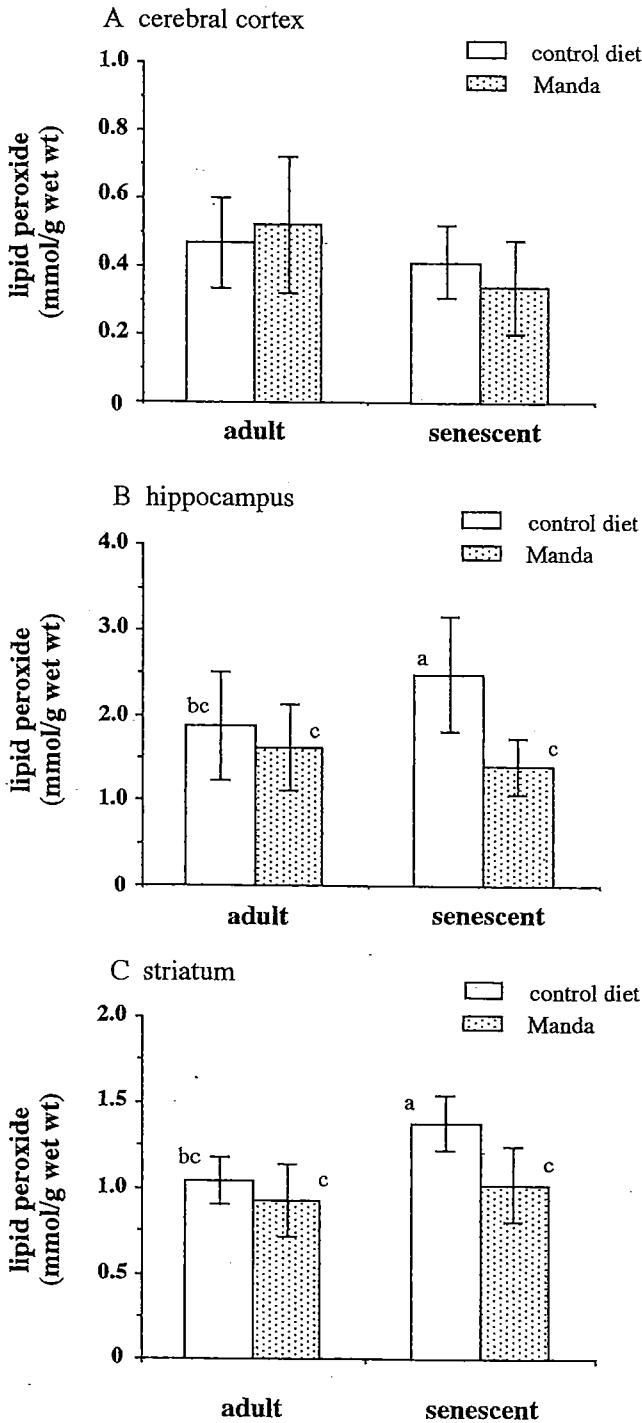 A cerebral cortex
control diet
Manda
lipid peroxide
(mmol/g wet wt)
1.0
0.8
0.6
0.4
0.2
0
adult
senescent
B hippocampus
control diet
Manda
lipid peroxide
(mmol/g wet wt)
4.0
3.0
2.0
1.0
0
bc
c
a
c
adult
senescent
C striatum
control diet
Manda
lipid peroxide
(mmol/g wet wt)
2.0
1.5
1.0
0.5
0
bc
c
a
c
adult
senescent